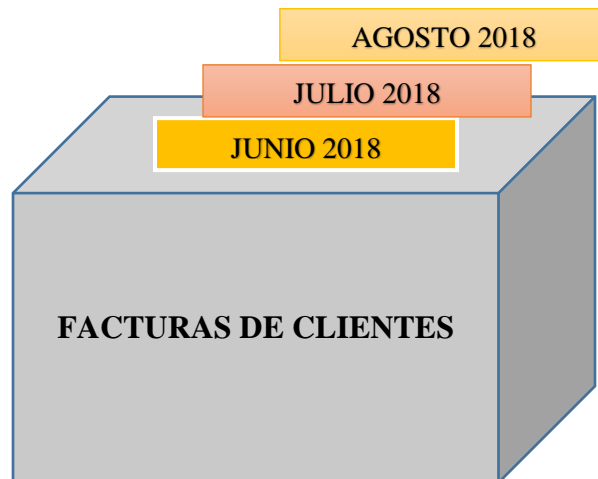 AGOSTO 2018
JULIO 2018
JUNIO 2018
FACTURAS DE CLIENTES